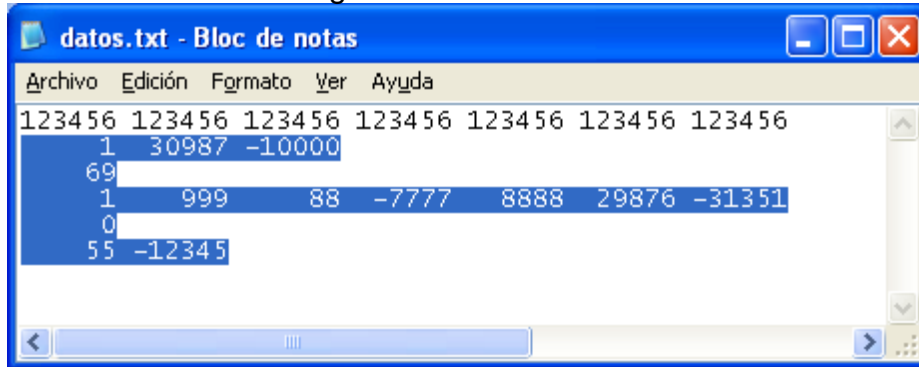 datos.txt - Bloc de notas
Archivo Edición Formato Ver Ayuda
123456 123456 123456 123456 123456 123456 123456
     1  30987 -10000
    69
     1    999     88  -7777   8888  29876 -31351
     0
    55 -12345